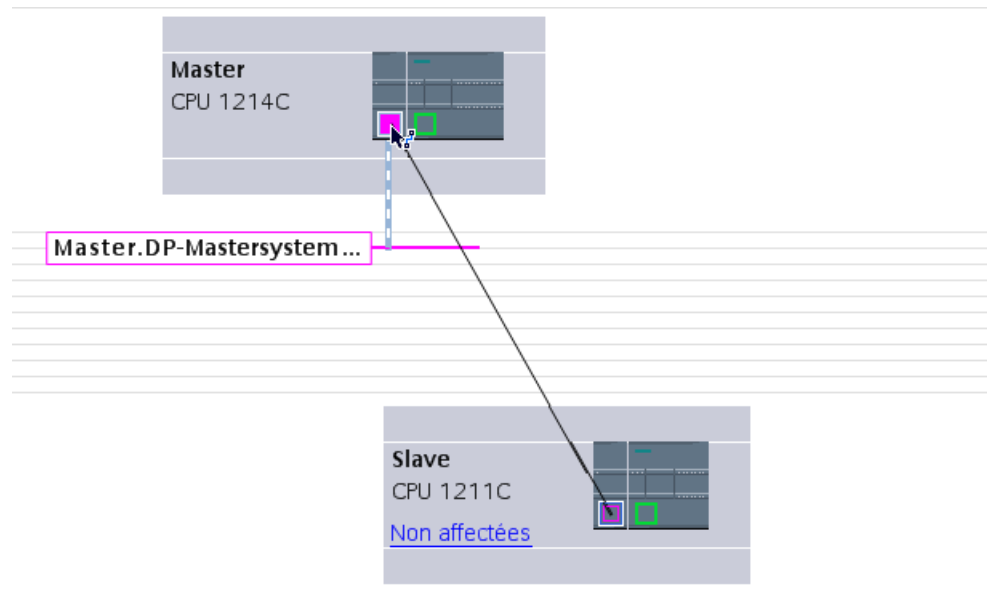 Master
CPU 1214C
Master.DP-Mastersystem ...
Slave
CPU 1211C
Non affectées